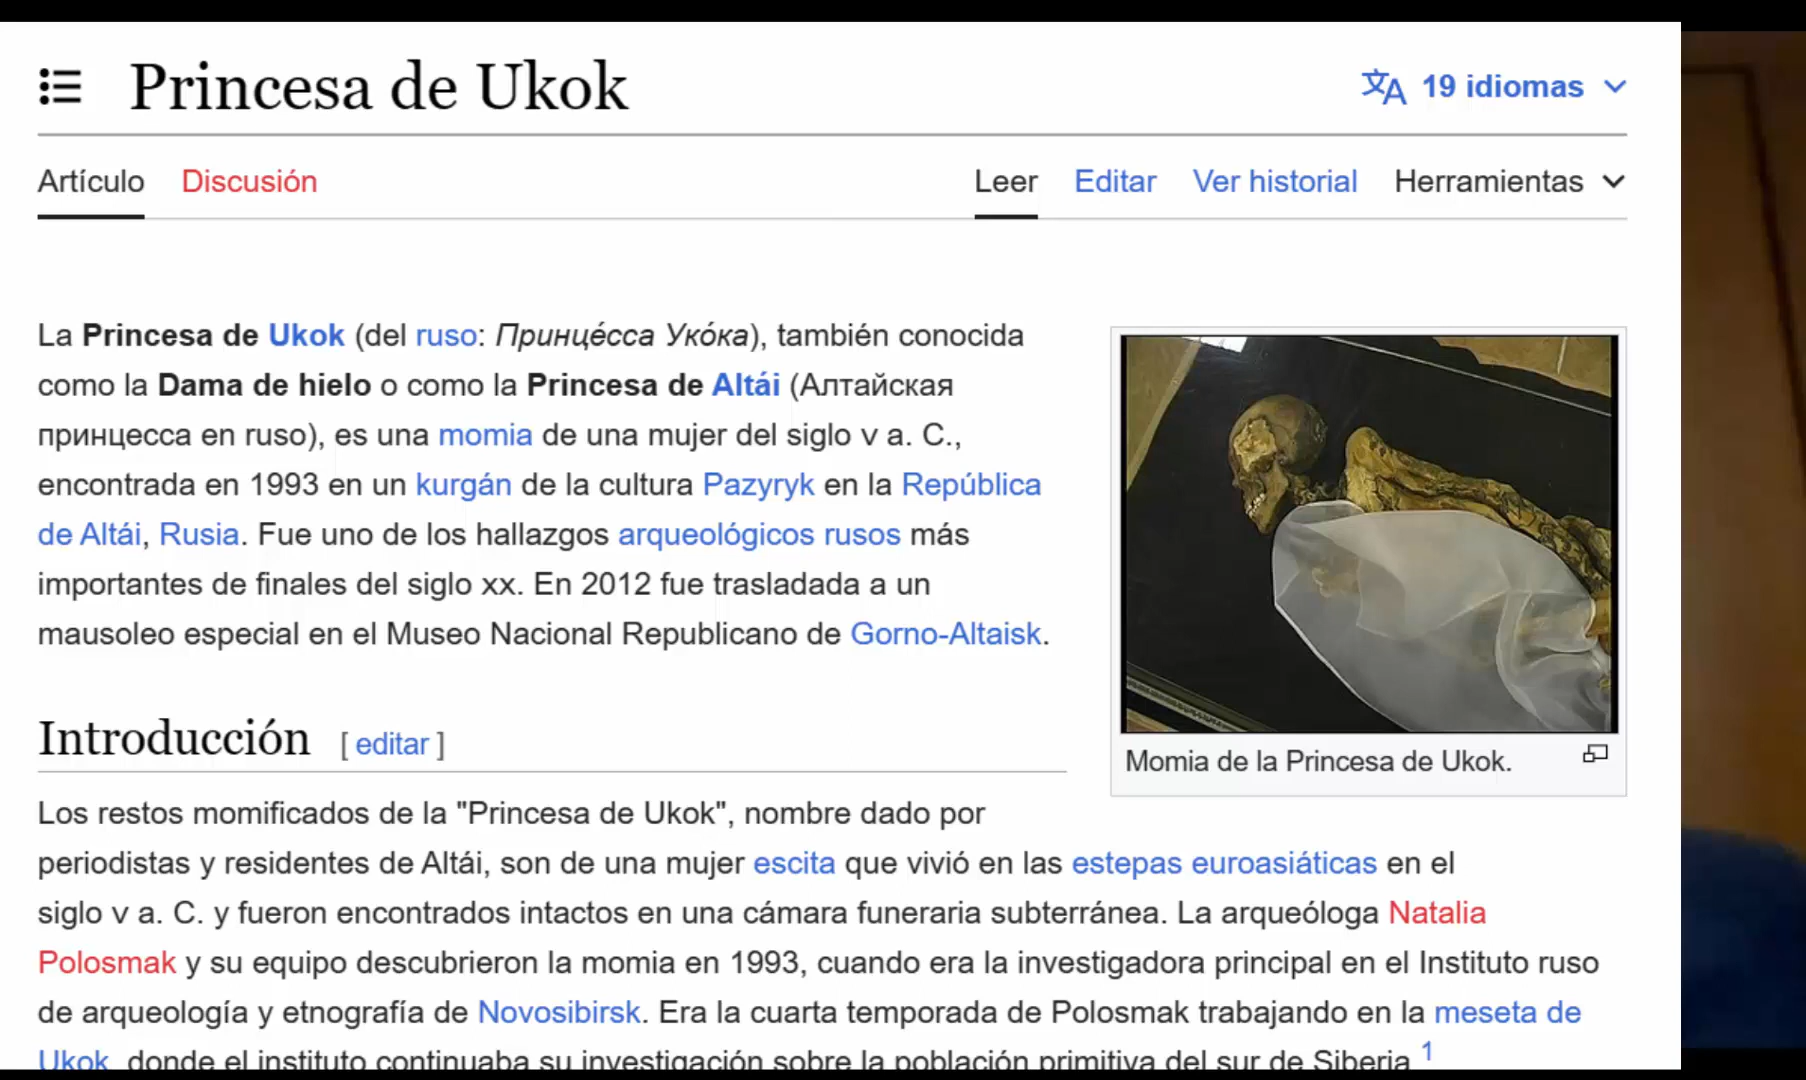 Princesa de Ukok
19 idiomas
Artículo Discusión Leer Editar Ver historial Herramientas
La Princesa de Ukok (del ruso: Принце́сса Уко́ка), también conocida
como la Dama de hielo o como la Princesa de Altái (Алтайская
принцесса en ruso), es una momia de una mujer del siglo v a. C.,
encontrada en 1993 en un kurgán de la cultura Pazyryk en la República
de Altái, Rusia. Fue uno de los hallazgos arqueológicos rusos más
importantes de finales del siglo xx. En 2012 fue trasladada a un
mausoleo especial en el Museo Nacional Republicano de Gorno-Altaisk.
Momia de la Princesa de Ukok.
Introducción [ editar ]
Los restos momificados de la "Princesa de Ukok", nombre dado por
periodistas y residentes de Altái, son de una mujer escita que vivió en las estepas euroasiáticas en el
siglo v a. C. y fueron encontrados intactos en una cámara funeraria subterránea. La arqueóloga Natalia
Polosmak y su equipo descubrieron la momia en 1993, cuando era la investigadora principal en el Instituto ruso
de arqueología y etnografía de Novosibirsk. Era la cuarta temporada de Polosmak trabajando en la meseta de
Ukok, donde el instituto continuaba su investigación sobre la población primitiva del sur de Siberia.1